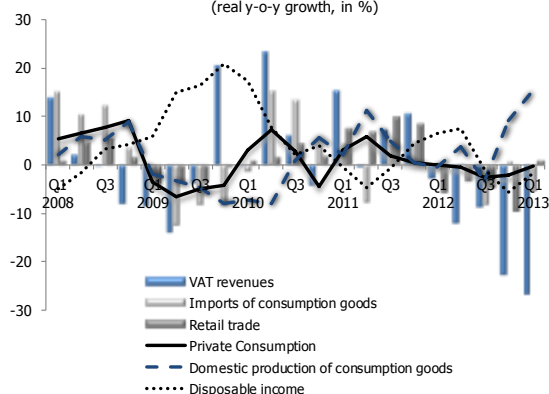 (real y-o-y growth, in %)
30
20
10
0
-10
-20
-30
Q1 Q3 Q1 Q3 Q1 Q3 Q1 Q3 Q1 Q3 Q1
2008 2009 2010 2011 2012 2013
VAT revenues
Imports of consumption goods
Retail trade
Private Consumption
Domestic production of consumption goods
Disposable income